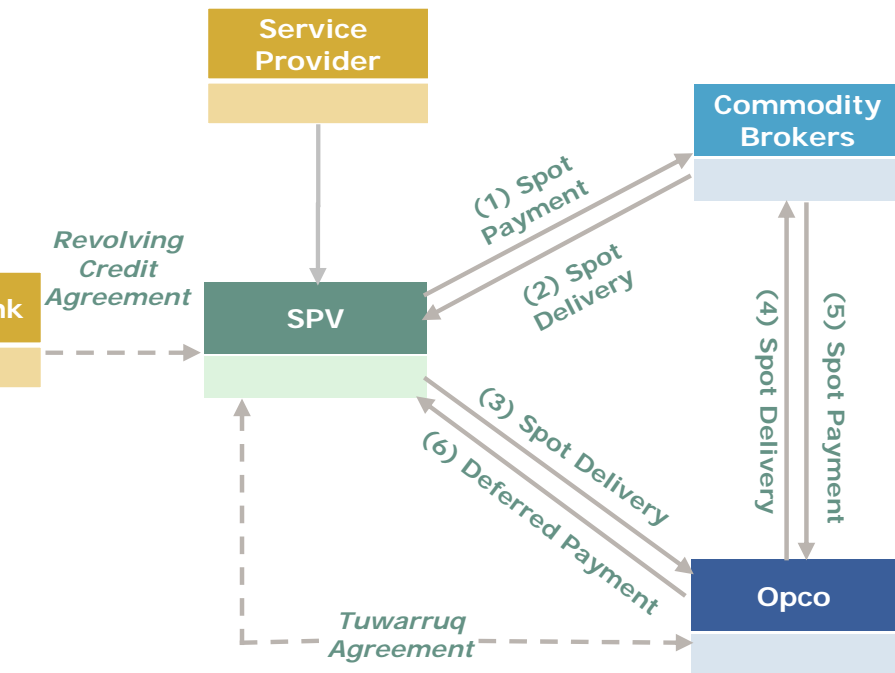 Service
Provider
Commodity
Brokers
(1) Spot
Payment
Revolving
Credit
Agreement
(2) Spot
Delivery
nk
SPV
(4) Spot Delivery
(5) Spot Payment
(3) Spot Delivery
(6) Deferred Payment
Opco
Tuwarruq
Agreement